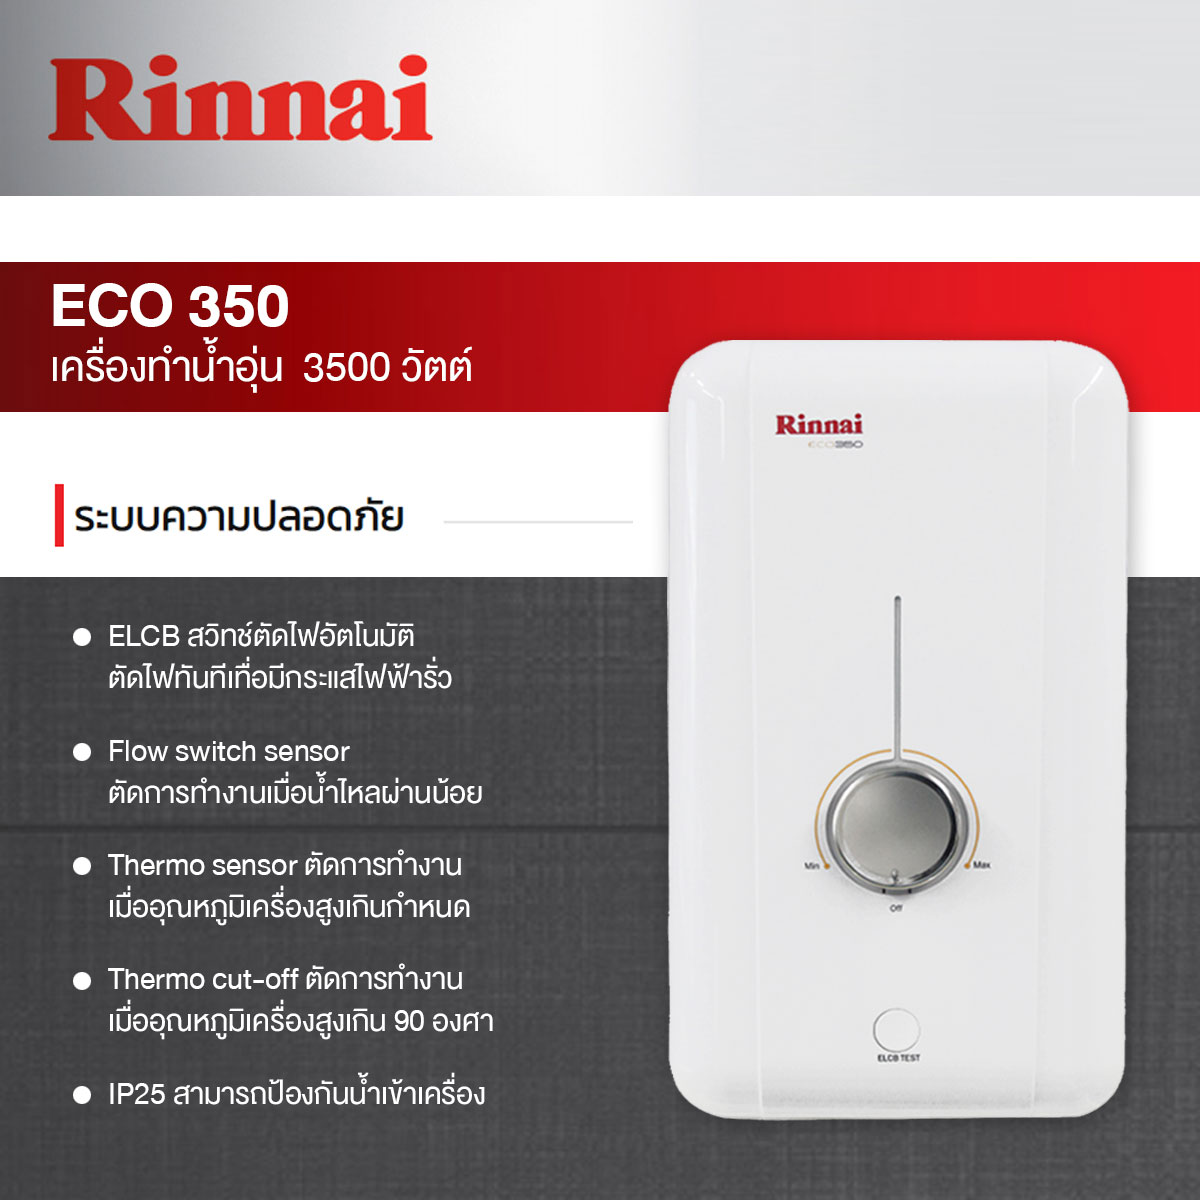 Rinnai
ECO 350
เครื่องทำน้ำอุ่น 3500 วัตต์
ระบบความปลอดภัย
ELCB สวิทช์ตัดไฟอัตโนมัติ
ตัดไฟทันทีเทื่อมีกระแสไฟฟ้ารั่ว
Flow switch sensor
ตัดการทำงานเมื่อน้ำไหลผ่านน้อย
Thermo sensor ตัดการทำงาน
เมื่ออุณหภูมิเครื่องสูงเกินกำหนด
Thermo cut-off ตัดการทำงาน
เมื่ออุณหภูมิเครื่องสูงเกิน 90 องศา
IP25 สามารถป้องกันน้ำเข้าเครื่อง
Rinnai
ECO350
Min Max
Off
ELCB TEST